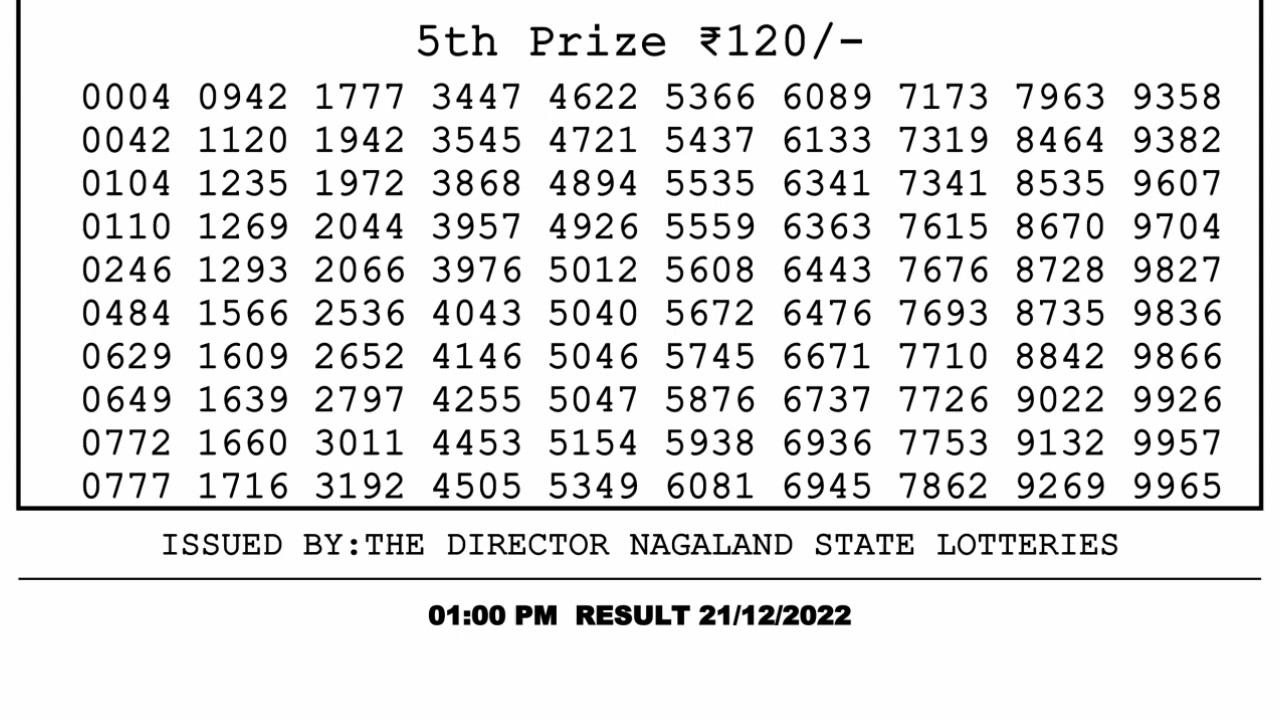 5th Prize ₹120/-
0004 0942 1777 3447 4622 5366 6089 7173 7963 9358
0042 1120 1942 3545 4721 5437 6133 7319 8464 9382
0104 1235 1972 3868 4894 5535 6341 7341 8535 9607
0110 1269 2044 3957 4926 5559 6363 7615 8670 9704
0246 1293 2066 3976 5012 5608 6443 7676 8728 9827
0484 1566 2536 4043 5040 5672 6476 7693 8735 9836
0629 1609 2652 4146 5046 5745 6671 7710 8842 9866
0649 1639 2797 4255 5047 5876 6737 7726 9022 9926
0772 1660 3011 4453 5154 5938 6936 7753 9132 9957
0777 1716 3192 4505 5349 6081 6945 7862 9269 9965
ISSUED BY:THE DIRECTOR NAGALAND STATE LOTTERIES
01:00 PM RESULT 21/12/2022